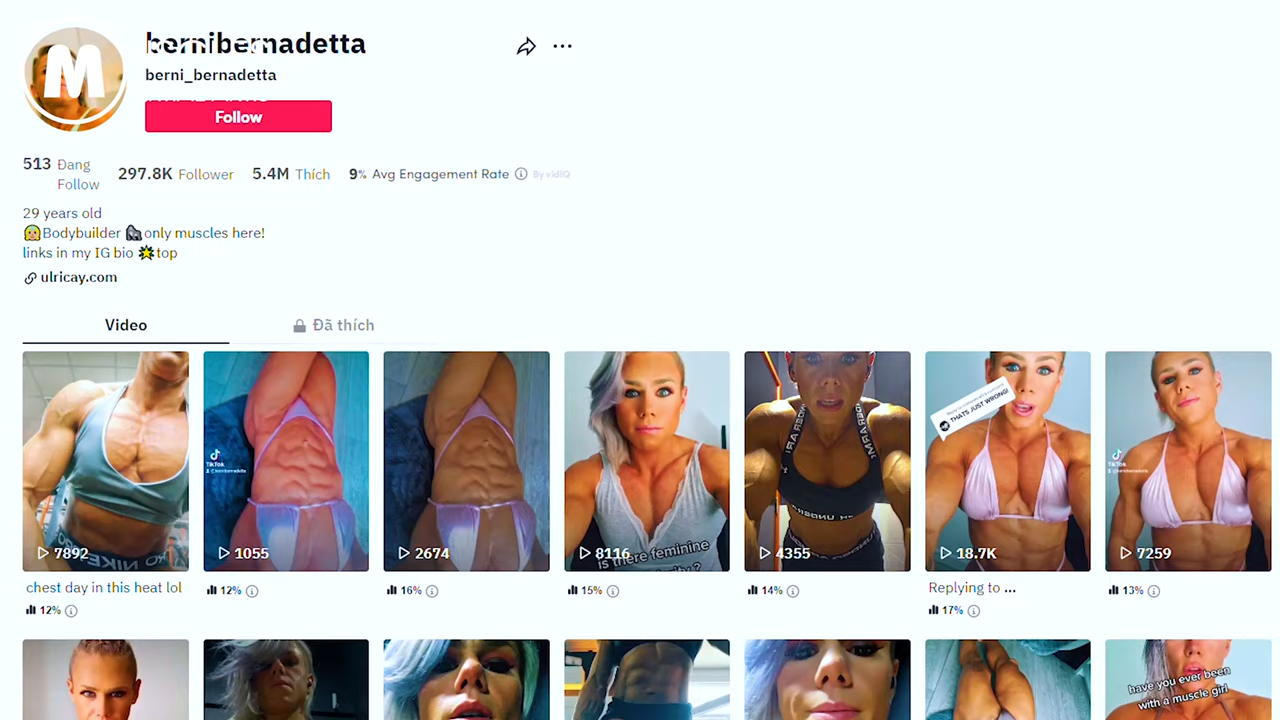 M
bernibernadetta
berni_bernadetta
Follow
513 Đang Follow
297.8K Follower
5.4M Thích
9% Avg Engagement Rate
By vidIQ
29 years old
Bodybuilder only muscles here!
links in my IG bio top
ulricay.com
Video
Đã thích
TikTok
THATS JUST WRONG!
TikTok
is there feminine
7892
1055
2674
8116
4355
18.7K
7259
chest day in this heat lol
Replying to ...
12%
12%
16%
15%
14%
17%
13%
have you ever been
with a muscle girl